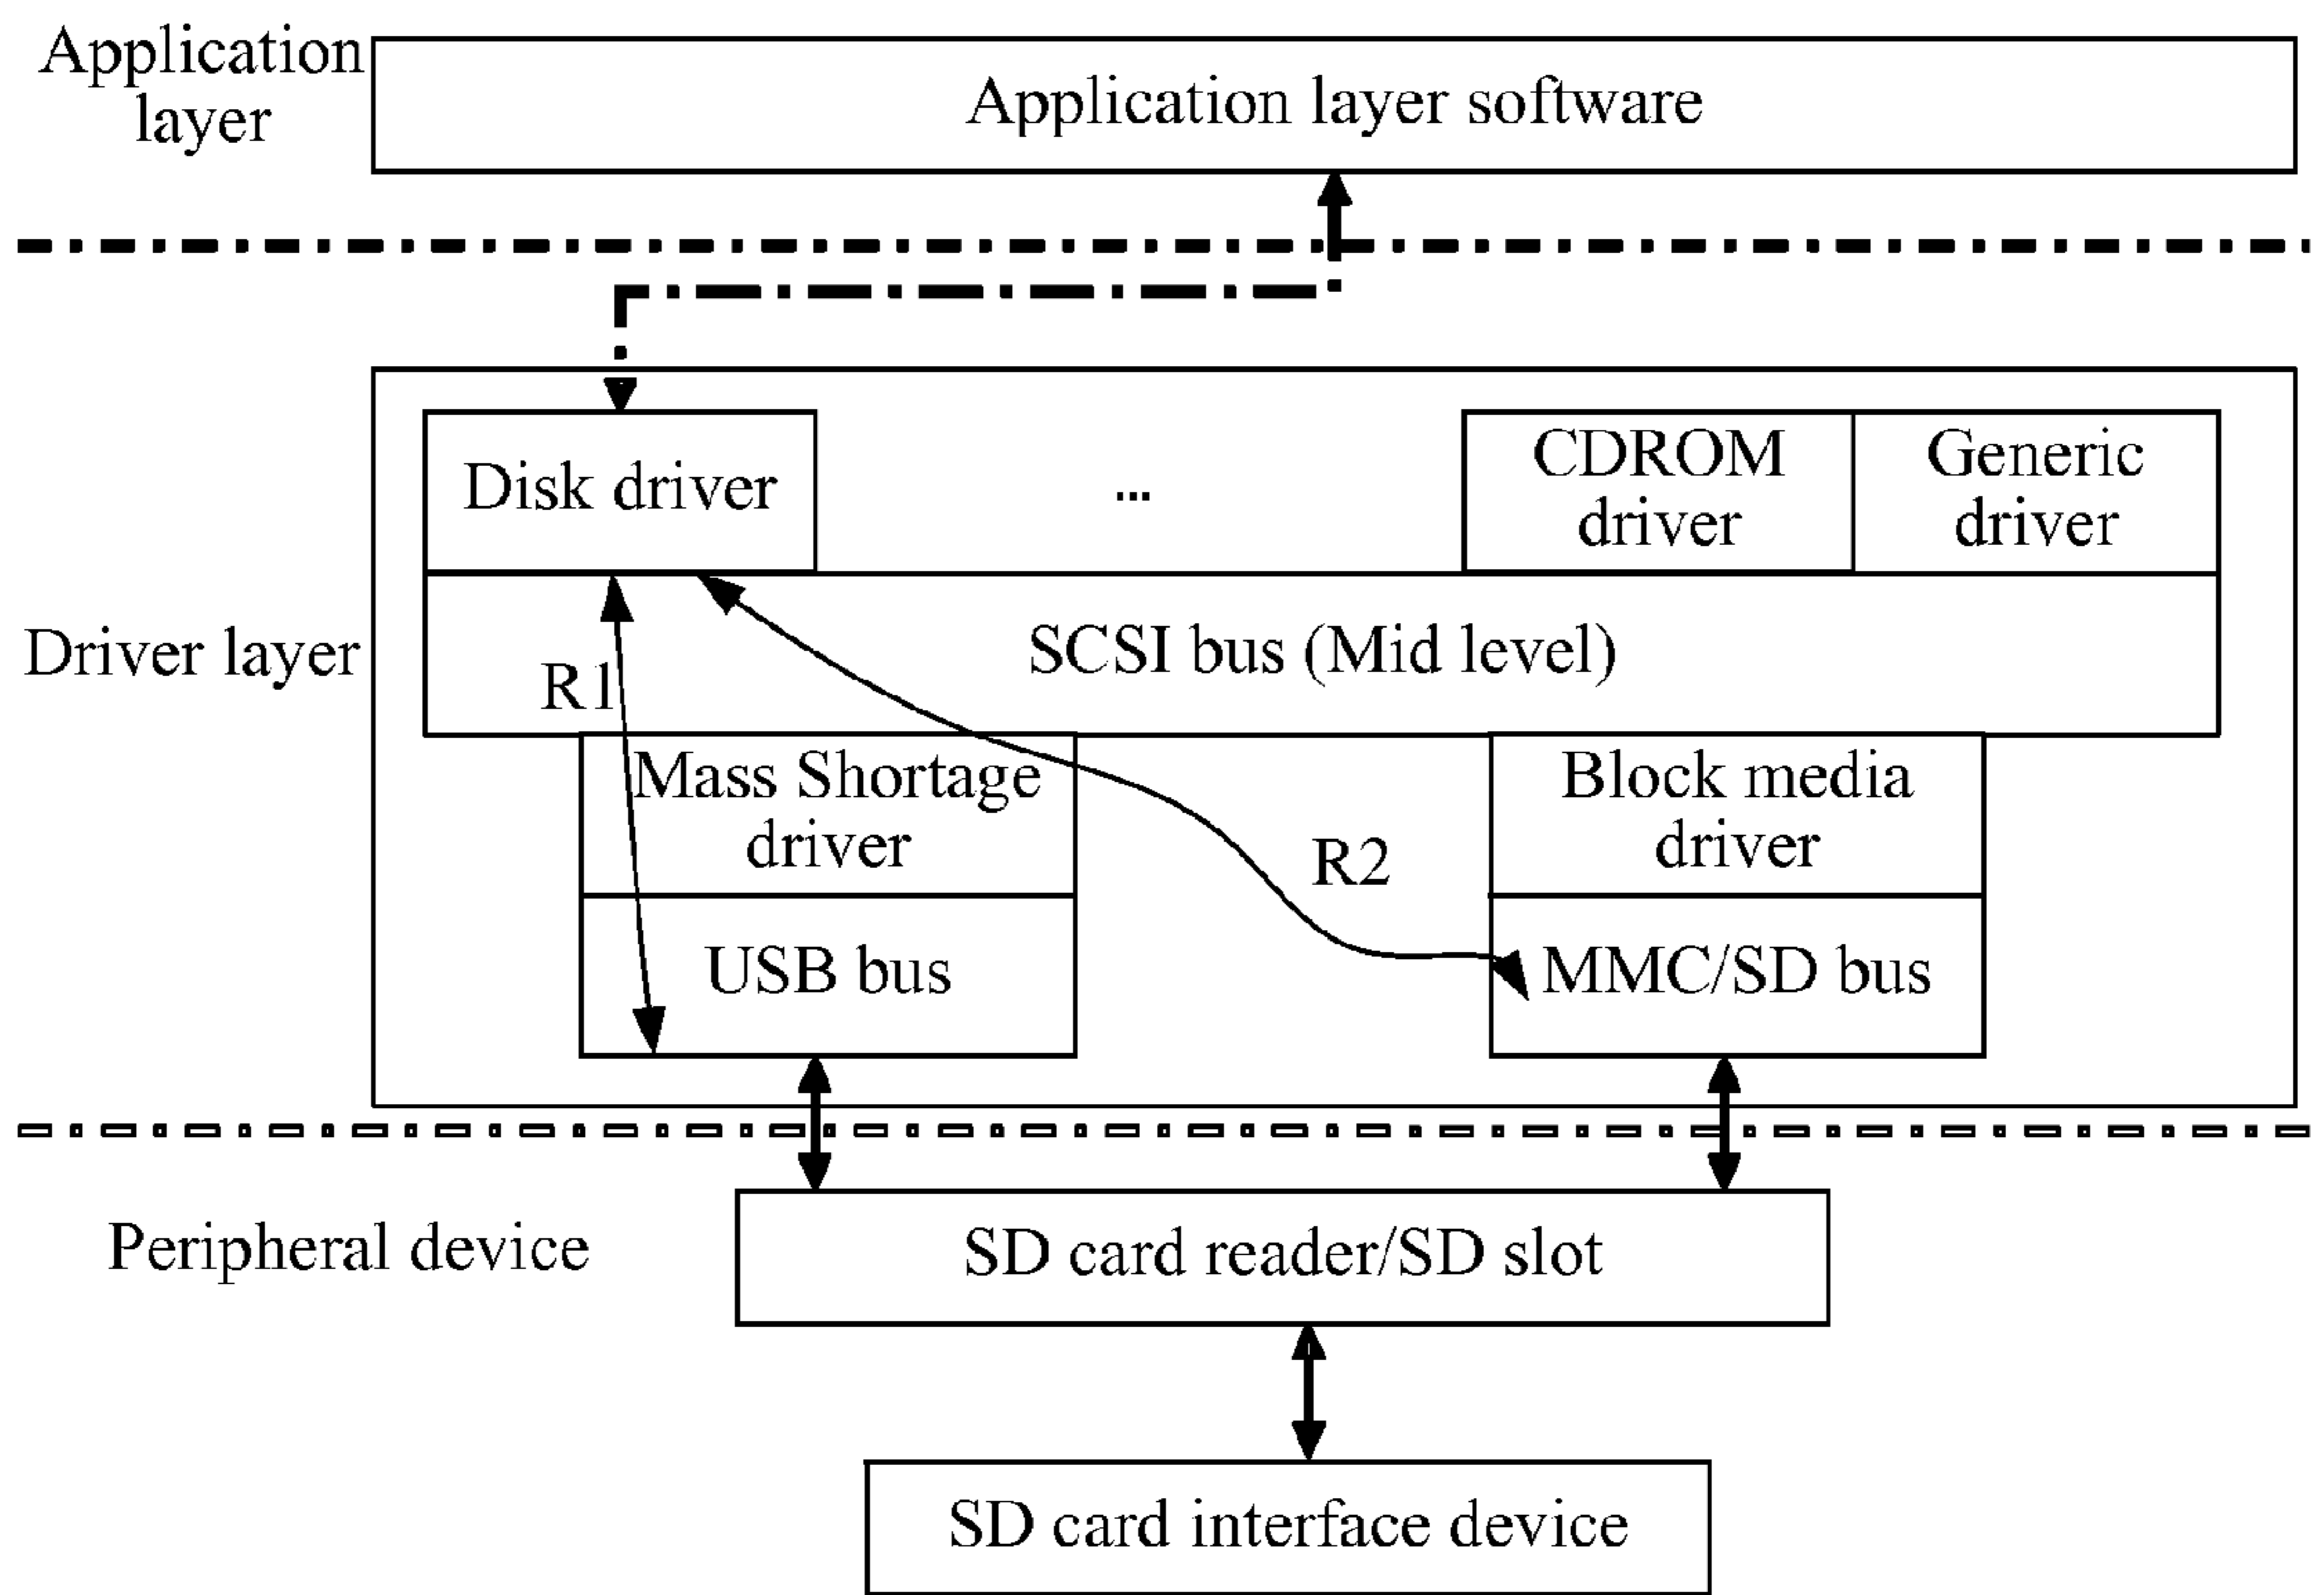 Application
layer
Application layer software
Disk driver
...
CDROM
driver
Generic
driver
Driver layer
SCSI bus (Mid level)
R1
Mass Shortage
driver
R2
Block media
driver
USB bus
MMC/SD bus
Peripheral device
SD card reader/SD slot
SD card interface device